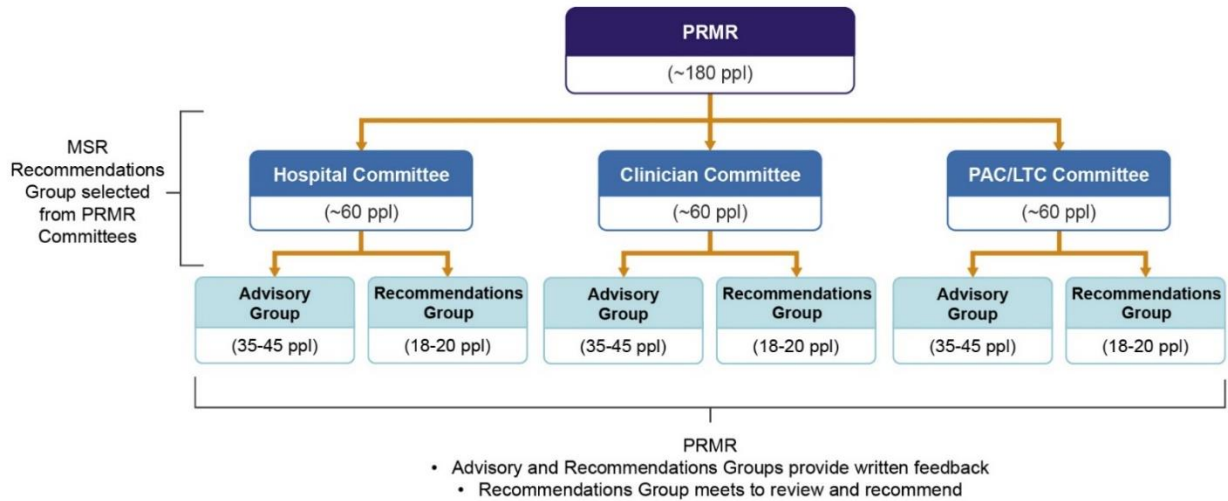 PRMR
(~180 ppl)
MSR
Recommendations
Group selected
from PRMR
Committees
Hospital Committee
(~60 ppl)
Clinician Committee
(~60 ppl)
PAC/LTC Committee
(~60 ppl)
Advisory
Group
(35-45 ppl)
Recommendations
Group
(18-20 ppl)
Advisory
Group
(35-45 ppl)
Recommendations
Group
(18-20 ppl)
Advisory
Group
(35-45 ppl)
Recommendations
Group
(18-20 ppl)
PRMR
• Advisory and Recommendations Groups provide written feedback
• Recommendations Group meets to review and recommend